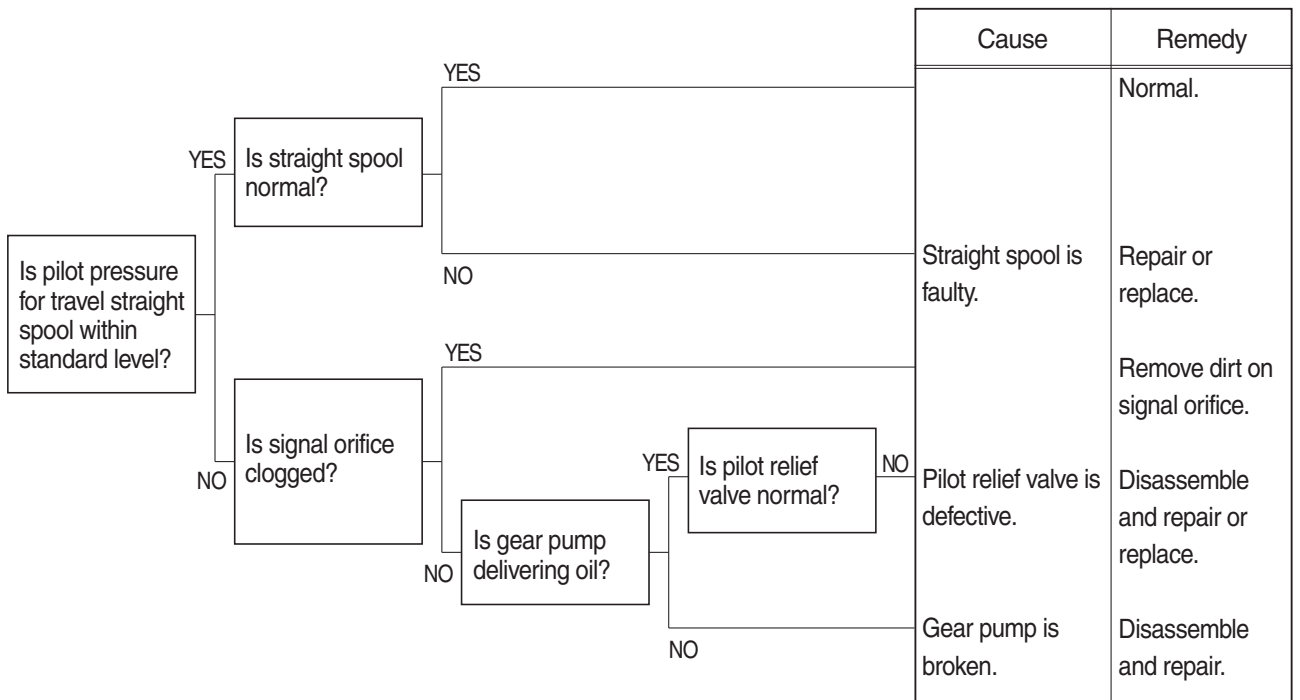 Cause
Remedy
YES
Normal.
YES
Is straight spool
normal?
NO
Straight spool is
faulty.
Repair or
replace.
Is pilot pressure
for travel straight
spool within
standard level?
YES
Remove dirt on
signal orifice.
NO
Is signal orifice
clogged?
YES
Is pilot relief
valve normal?
NO
Pilot relief valve is
defective.
Disassemble
and repair or
replace.
NO
Is gear pump
delivering oil?
NO
Gear pump is
broken.
Disassemble
and repair.